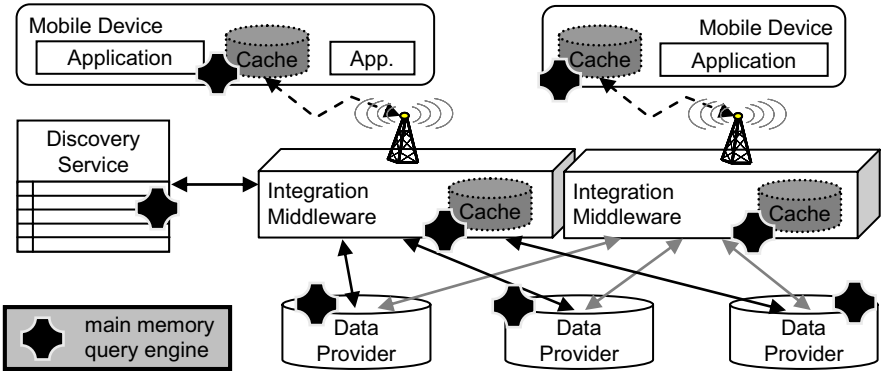 Mobile Device
Application
Cache
App.
Mobile Device
Cache
Application
Discovery
Service
Integration
Middleware
Cache
Integration
Middleware
Cache
Data
Provider
Data
Provider
Data
Provider
main memory
query engine